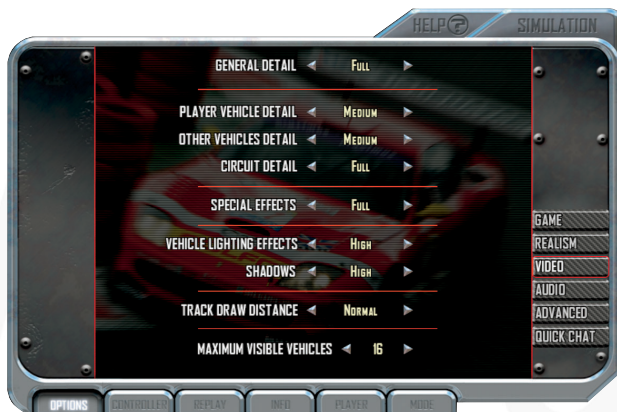 HELP? SIMULATION
GENERAL DETAIL FULL
PLAYER VEHICLE DETAIL MEDIUM
OTHER VEHICLES DETAIL MEDIUM
CIRCUIT DETAIL FULL
SPECIAL EFFECTS FULL
VEHICLE LIGHTING EFFECTS HIGH
SHADOWS HIGH
TRACK DRAW DISTANCE NORMAL
MAXIMUM VISIBLE VEHICLES 16
GAME
REALISM
VIDEO
AUDIO
ADVANCED
QUICK CHAT
OPTIONS CONTROLLER REPLAY INFO PLAYER MORE